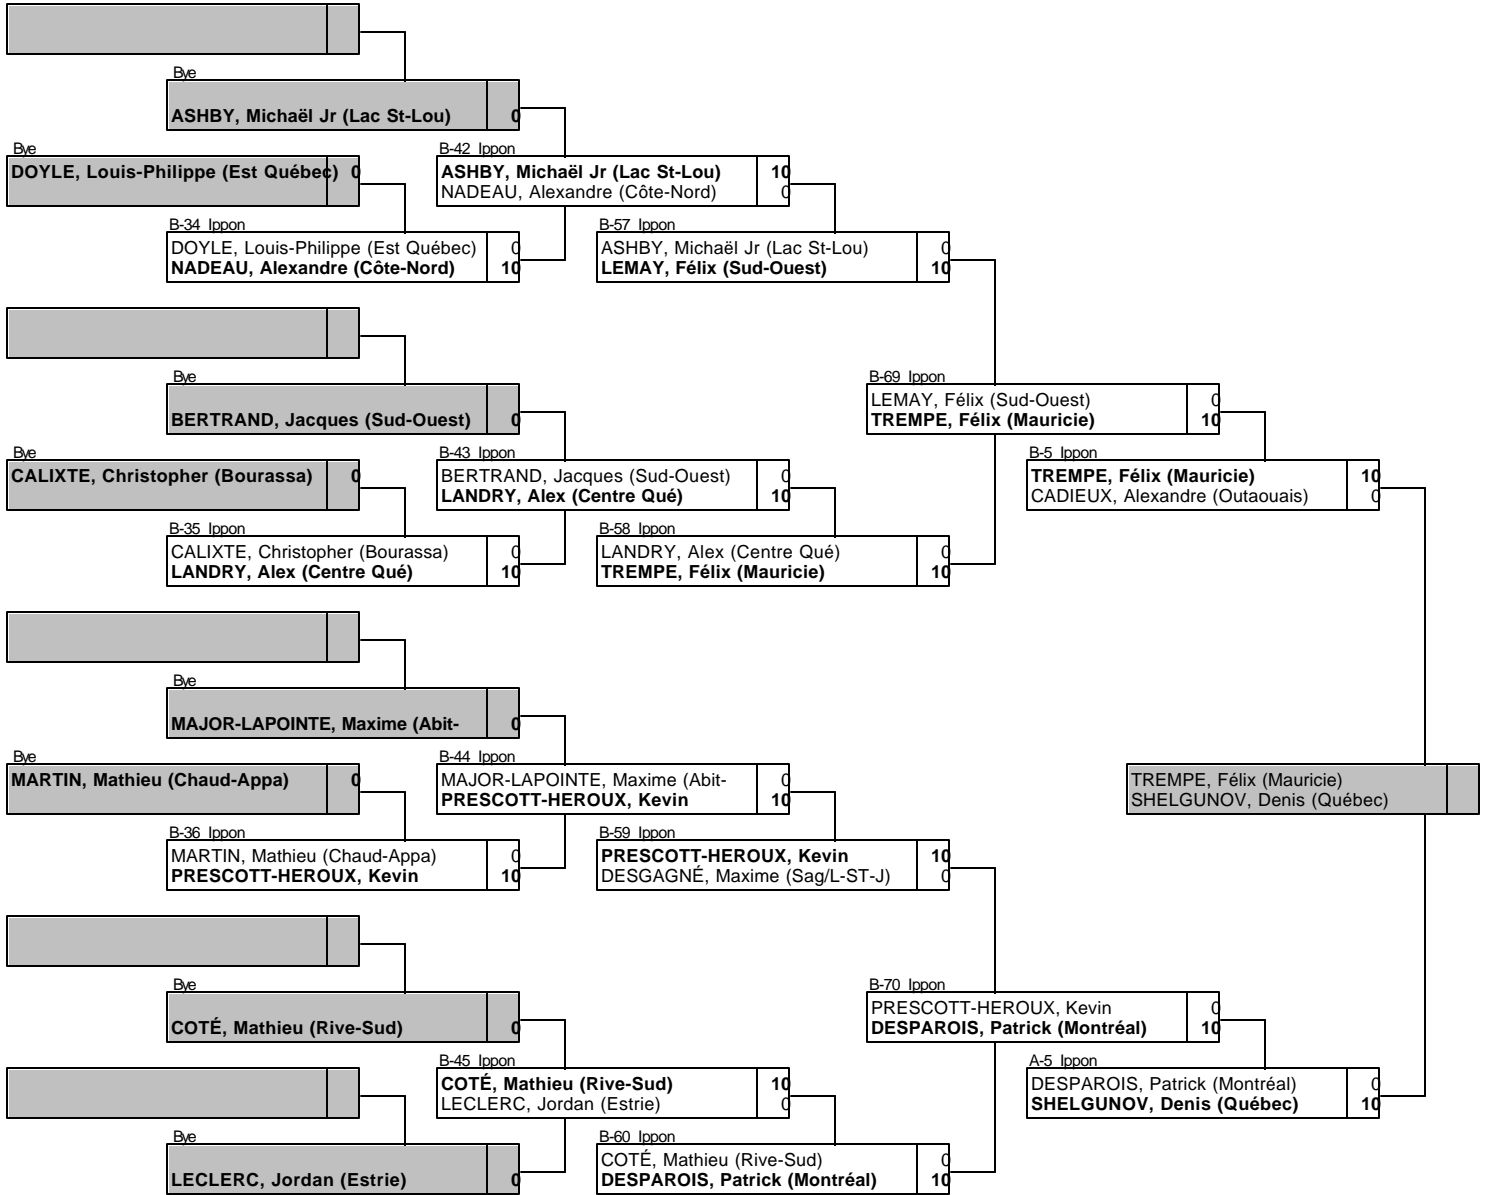 Bye
ASHBY, Michaël Jr (Lac St-Lou) 0
Bye
DOYLE, Louis-Philippe (Est Québec) 0
B-42 Ippon
ASHBY, Michaël Jr (Lac St-Lou) 10
NADEAU, Alexandre (Côte-Nord) 0
B-34 Ippon
DOYLE, Louis-Philippe (Est Québec) 0
NADEAU, Alexandre (Côte-Nord) 10
B-57 Ippon
ASHBY, Michaël Jr (Lac St-Lou) 0
LEMAY, Félix (Sud-Ouest) 10
Bye
BERTRAND, Jacques (Sud-Ouest) 0
B-69 Ippon
LEMAY, Félix (Sud-Ouest) 0
TREMPE, Félix (Mauricie) 10
Bye
CALIXTE, Christopher (Bourassa) 0
B-43 Ippon
BERTRAND, Jacques (Sud-Ouest) 0
LANDRY, Alex (Centre Qué) 10
B-5 Ippon
TREMPE, Félix (Mauricie) 10
CADIEUX, Alexandre (Outaouais) 0
B-35 Ippon
CALIXTE, Christopher (Bourassa) 0
LANDRY, Alex (Centre Qué) 10
B-58 Ippon
LANDRY, Alex (Centre Qué) 0
TREMPE, Félix (Mauricie) 10
Bye
MAJOR-LAPOINTE, Maxime (Abit- 0
Bye
MARTIN, Mathieu (Chaud-Appa) 0
B-44 Ippon
MAJOR-LAPOINTE, Maxime (Abit- 0
PRESCOTT-HEROUX, Kevin 10
TREMPE, Félix (Mauricie)
SHELGUNOV, Denis (Québec)
B-36 Ippon
MARTIN, Mathieu (Chaud-Appa) 0
PRESCOTT-HEROUX, Kevin 10
B-59 Ippon
PRESCOTT-HEROUX, Kevin 10
DESGAGNÉ, Maxime (Sag/L-ST-J) 0
Bye
COTÉ, Mathieu (Rive-Sud) 0
B-70 Ippon
PRESCOTT-HEROUX, Kevin 0
DESPAROIS, Patrick (Montréal) 10
B-45 Ippon
COTÉ, Mathieu (Rive-Sud) 10
LECLERC, Jordan (Estrie) 0
A-5 Ippon
DESPAROIS, Patrick (Montréal) 0
SHELGUNOV, Denis (Québec) 10
Bye
LECLERC, Jordan (Estrie) 0
B-60 Ippon
COTÉ, Mathieu (Rive-Sud) 0
DESPAROIS, Patrick (Montréal) 10